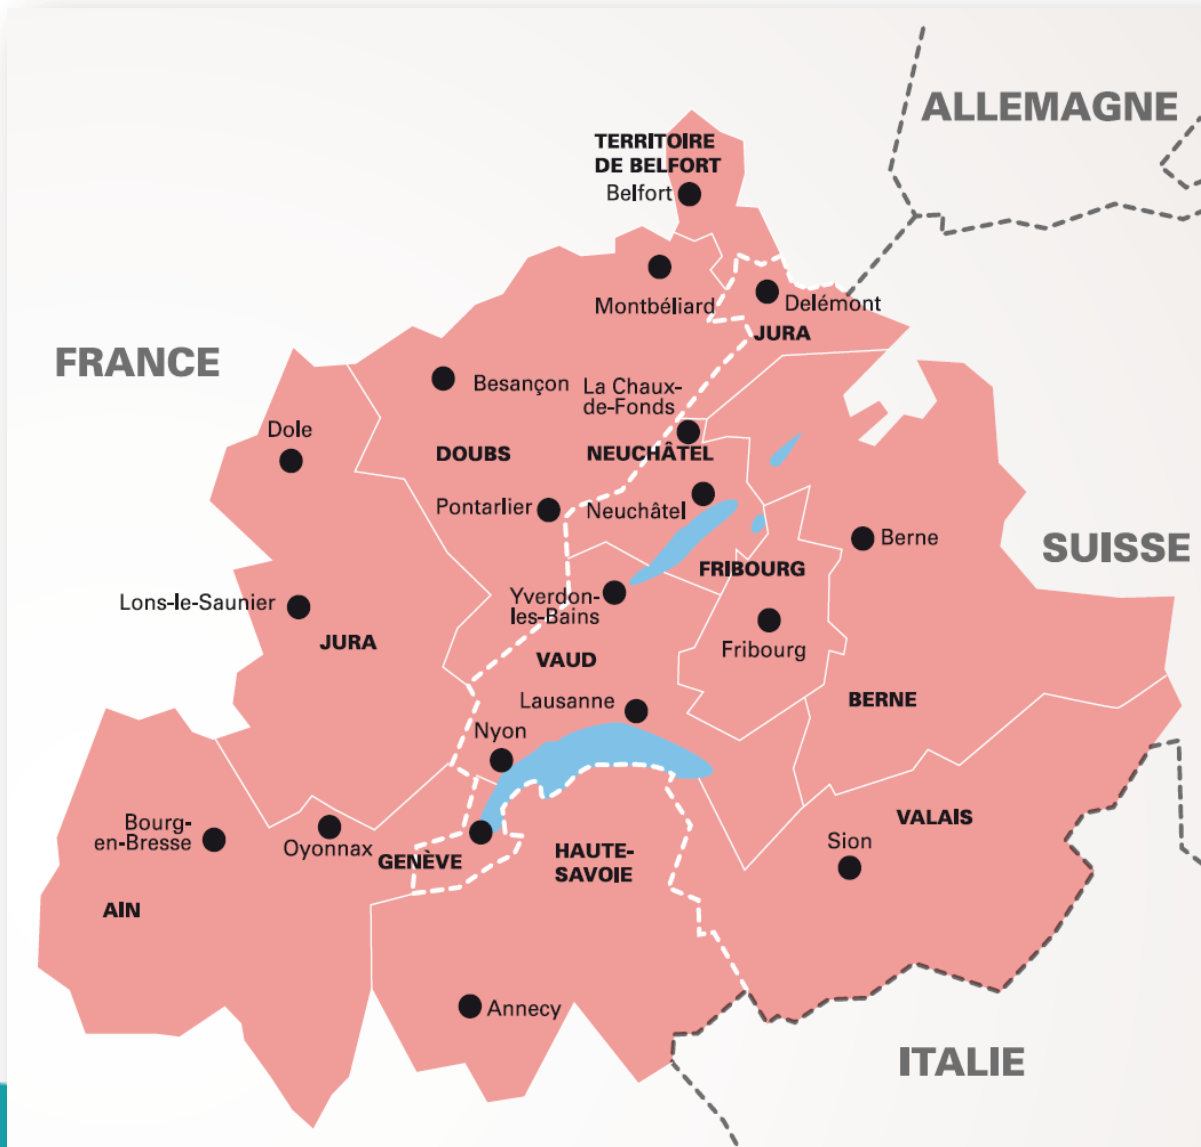 ALLEMAGNE
TERRITOIRE
DE BELFORT
Belfort
Montbéliard
Delémont
JURA
FRANCE
Besançon
La Chaux-
de-Fonds
Dole
DOUBS
NEUCHÂTEL
Pontarlier
Neuchâtel
Berne
SUISSE
FRIBOURG
Yverdon-
les-Bains
Lons-le-Saunier
JURA
Fribourg
VAUD
Lausanne
BERNE
Nyon
VALAIS
Bourg-
en-Bresse
Oyonnax
GENÈVE
HAUTE-
SAVOIE
Sion
AIN
Annecy
ITALIE